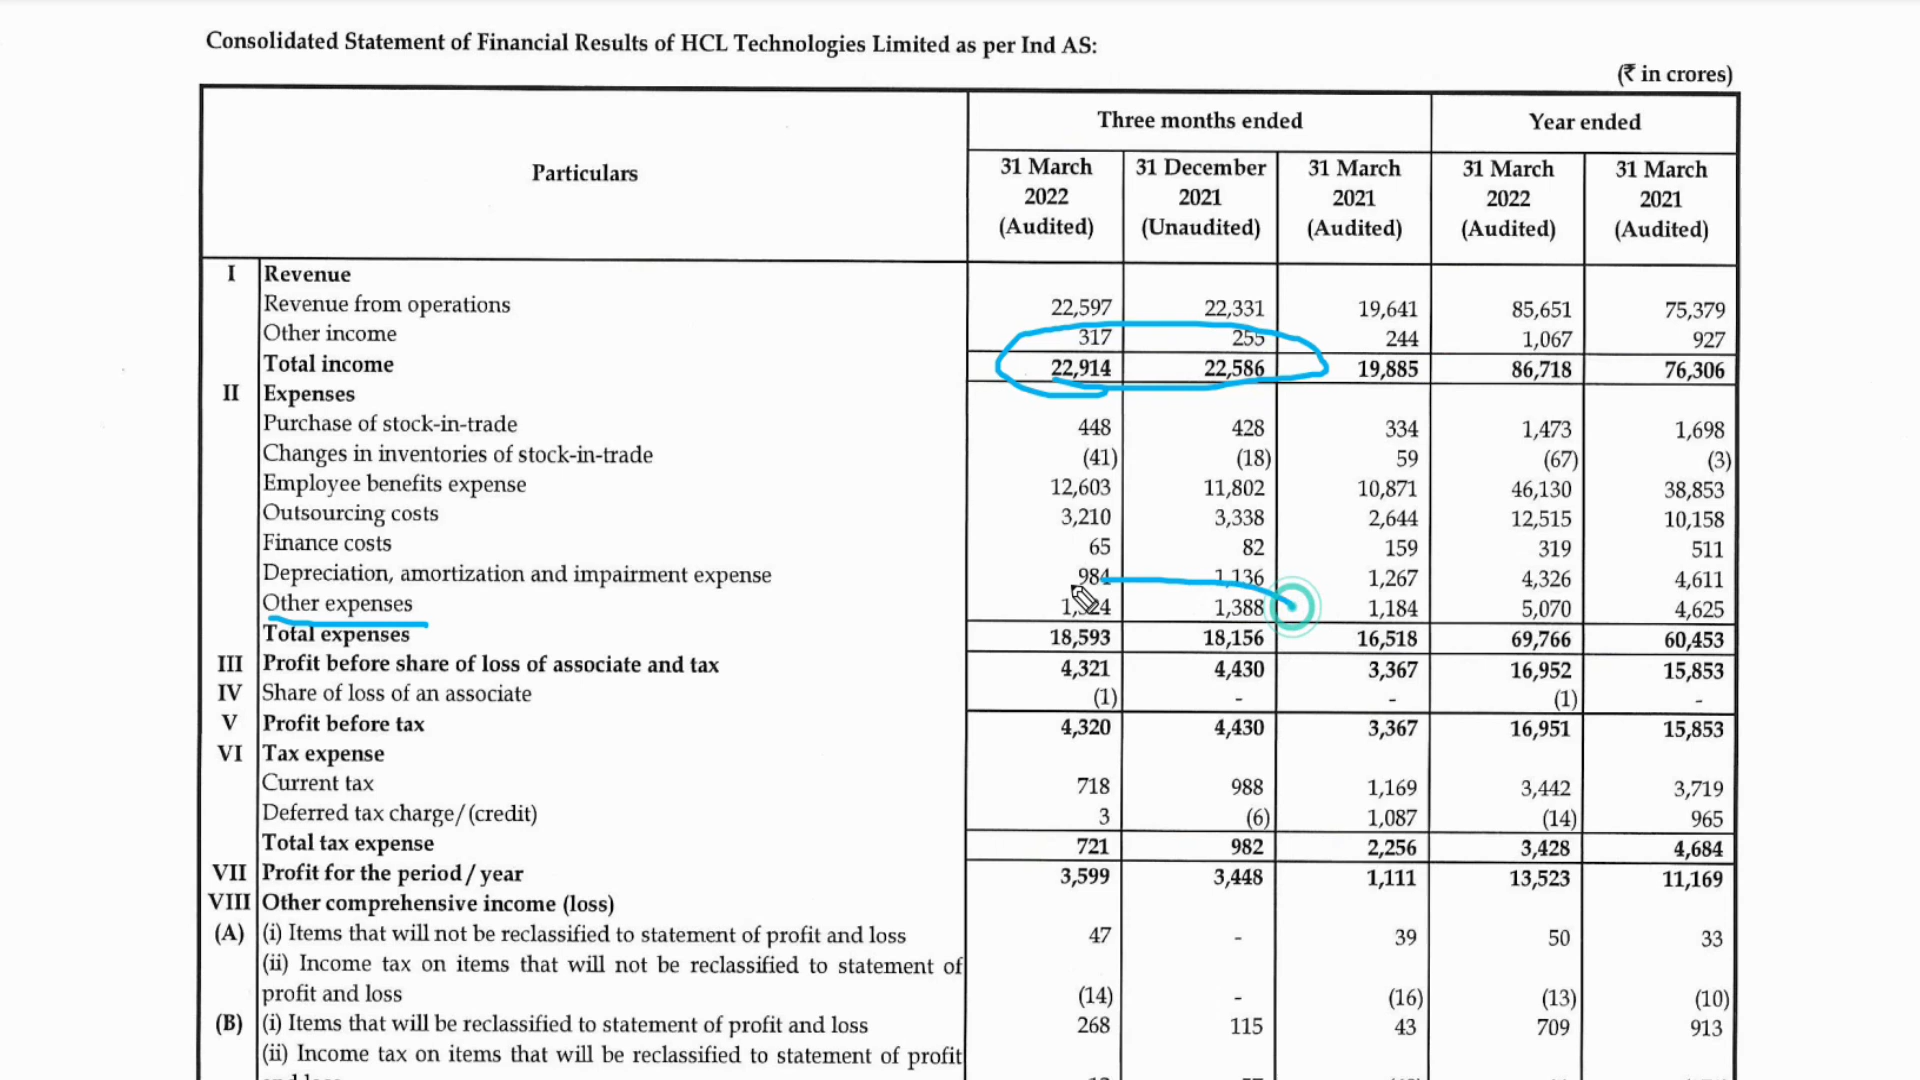 Consolidated Statement of Financial Results of HCL Technologies Limited as per Ind AS:
(₹ in crores)
Particulars Three months ended Year ended
31 March 2022 (Audited) 31 December 2021 (Unaudited) 31 March 2021 (Audited) 31 March 2022 (Audited) 31 March 2021 (Audited)
I Revenue
Revenue from operations 22,597 22,331 19,641 85,651 75,379
Other income 317 255 244 1,067 927
Total income 22,914 22,586 19,885 86,718 76,306
II Expenses
Purchase of stock-in-trade 448 428 334 1,473 1,698
Changes in inventories of stock-in-trade (41) (18) 59 (67) (3)
Employee benefits expense 12,603 11,802 10,871 46,130 38,853
Outsourcing costs 3,210 3,338 2,644 12,515 10,158
Finance costs 65 82 159 319 511
Depreciation, amortization and impairment expense 984 1,136 1,267 4,326 4,611
Other expenses 1,388 1,184 5,070 4,625
Total expenses 18,593 18,156 16,518 69,766 60,453
III Profit before share of loss of associate and tax 4,321 4,430 3,367 16,952 15,853
IV Share of loss of an associate (1) - - (1) -
V Profit before tax 4,320 4,430 3,367 16,951 15,853
VI Tax expense
Current tax 718 988 1,169 3,442 3,719
Deferred tax charge/(credit) 3 (6) 1,087 (14) 965
Total tax expense 721 982 2,256 3,428 4,684
VII Profit for the period/year 3,599 3,448 1,111 13,523 11,169
VIII Other comprehensive income (loss)
(A) (i) Items that will not be reclassified to statement of profit and loss 47 - 39 50 33
(ii) Income tax on items that will not be reclassified to statement of
profit and loss (14) - (16) (13) (10)
(B) (i) Items that will be reclassified to statement of profit and loss 268 115 43 709 913
(ii) Income tax on items that will be reclassified to statement of profit